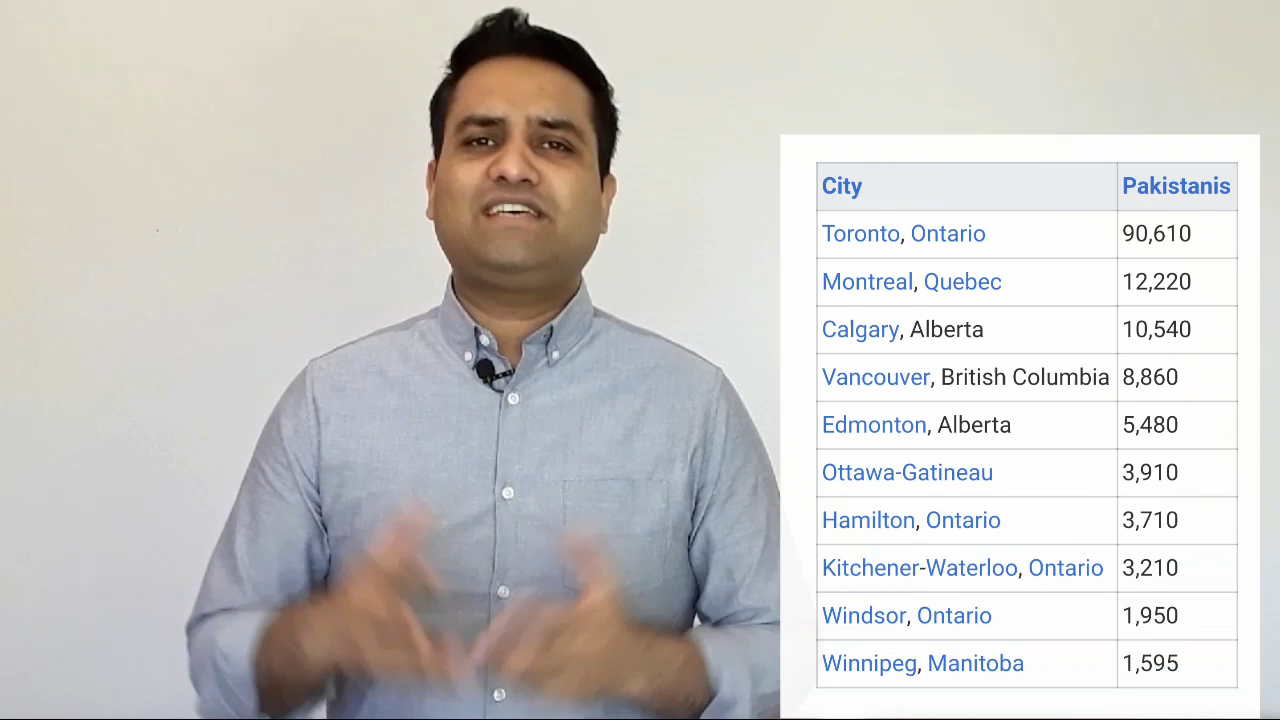 City Pakistanis
Toronto, Ontario 90,610
Montreal, Quebec 12,220
Calgary, Alberta 10,540
Vancouver, British Columbia 8,860
Edmonton, Alberta 5,480
Ottawa-Gatineau 3,910
Hamilton, Ontario 3,710
Kitchener-Waterloo, Ontario 3,210
Windsor, Ontario 1,950
Winnipeg, Manitoba 1,595